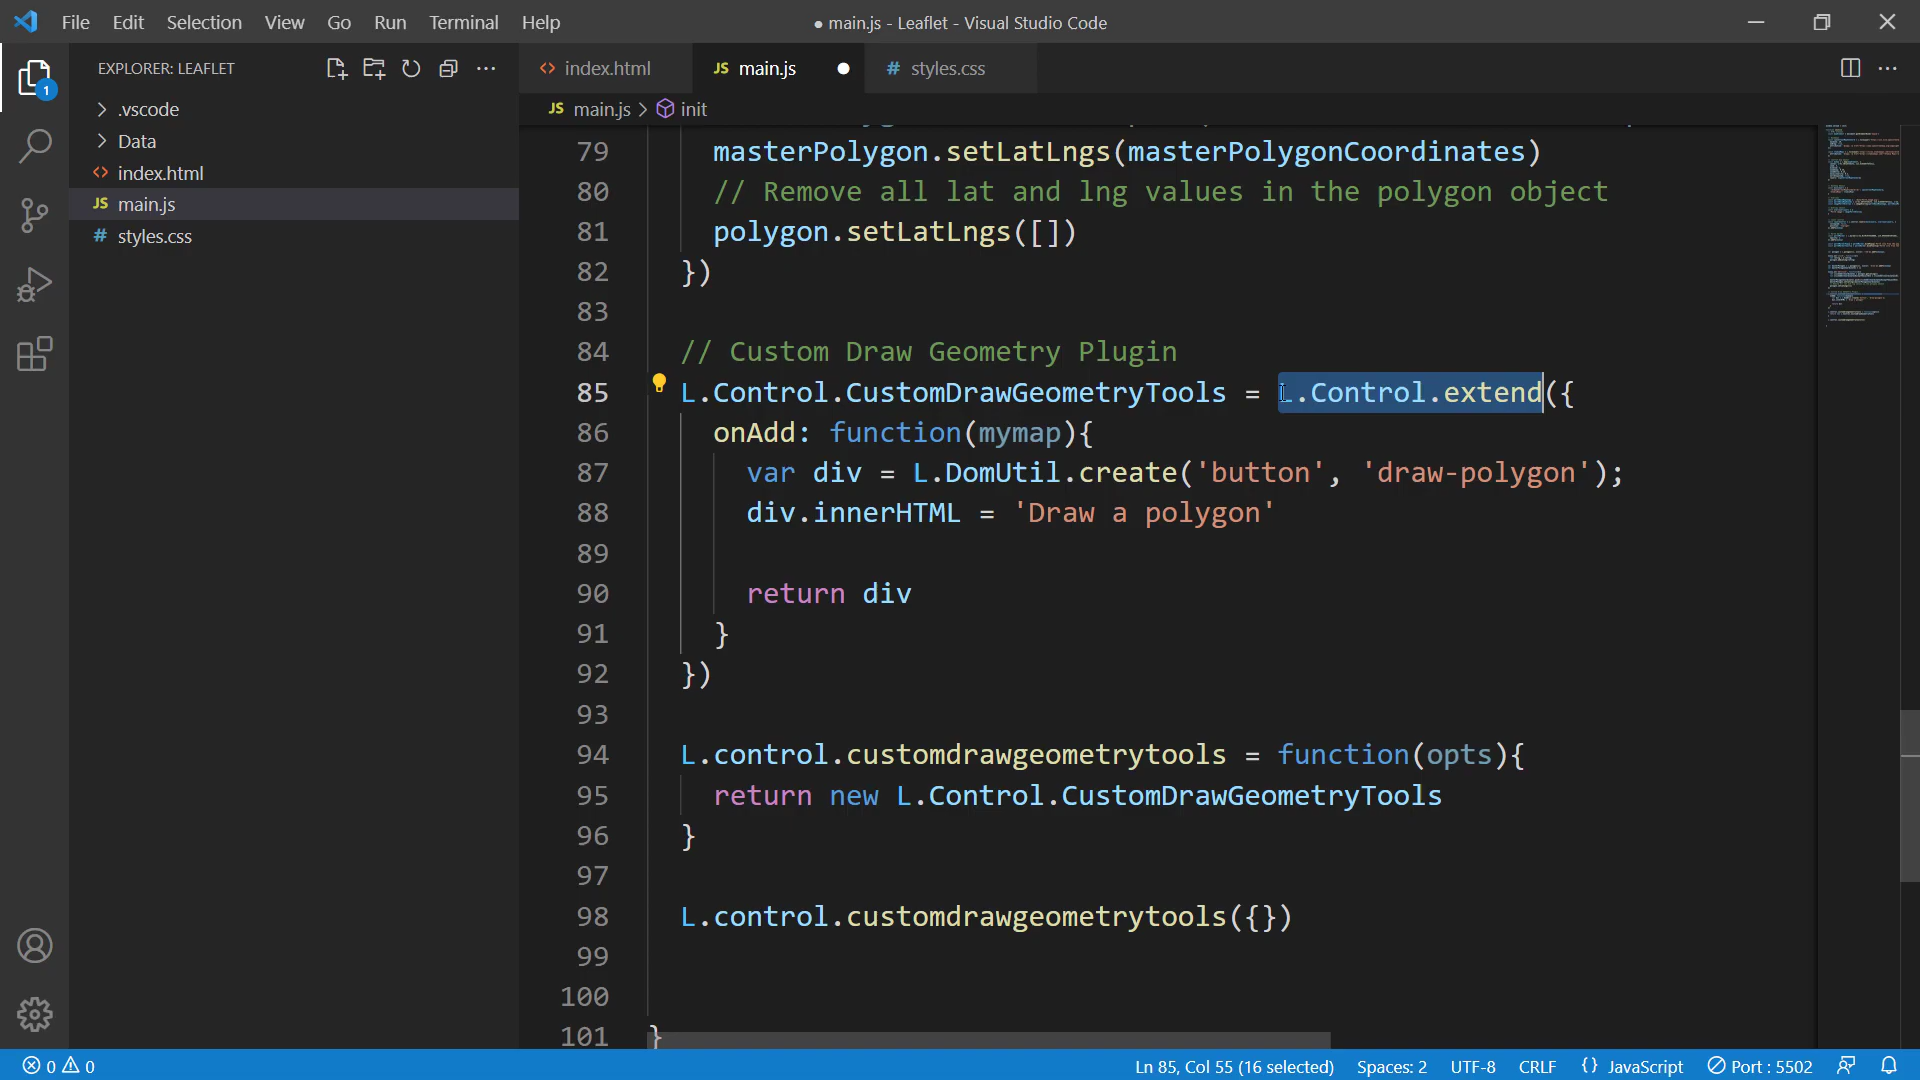 File Edit Selection View Go Run Terminal Help
● main.js - Leaflet - Visual Studio Code
EXPLORER: LEAFLET
index.html
JS main.js
# styles.css
1
> .vscode
> Data
<> index.html
JS main.js
# styles.css
JS main.js > init
79 masterPolygon.setLatLngs(masterPolygonCoordinates)
80 // Remove all lat and lng values in the polygon object
81 polygon.setLatLngs([])
82 })
83
84 // Custom Draw Geometry Plugin
85 L.Control.CustomDrawGeometryTools = L.Control.extend({
86 onAdd: function(mymap){
87 var div = L.DomUtil.create('button', 'draw-polygon');
88 div.innerHTML = 'Draw a polygon'
89
90 return div
91 }
92 })
93
94 L.control.customdrawgeometrytools = function(opts){
95 return new L.Control.CustomDrawGeometryTools
96 }
97
98 L.control.customdrawgeometrytools({})
99
100
101 }
0 0
Ln 85, Col 55 (16 selected) Spaces: 2 UTF-8 CRLF {} JavaScript Port : 5502